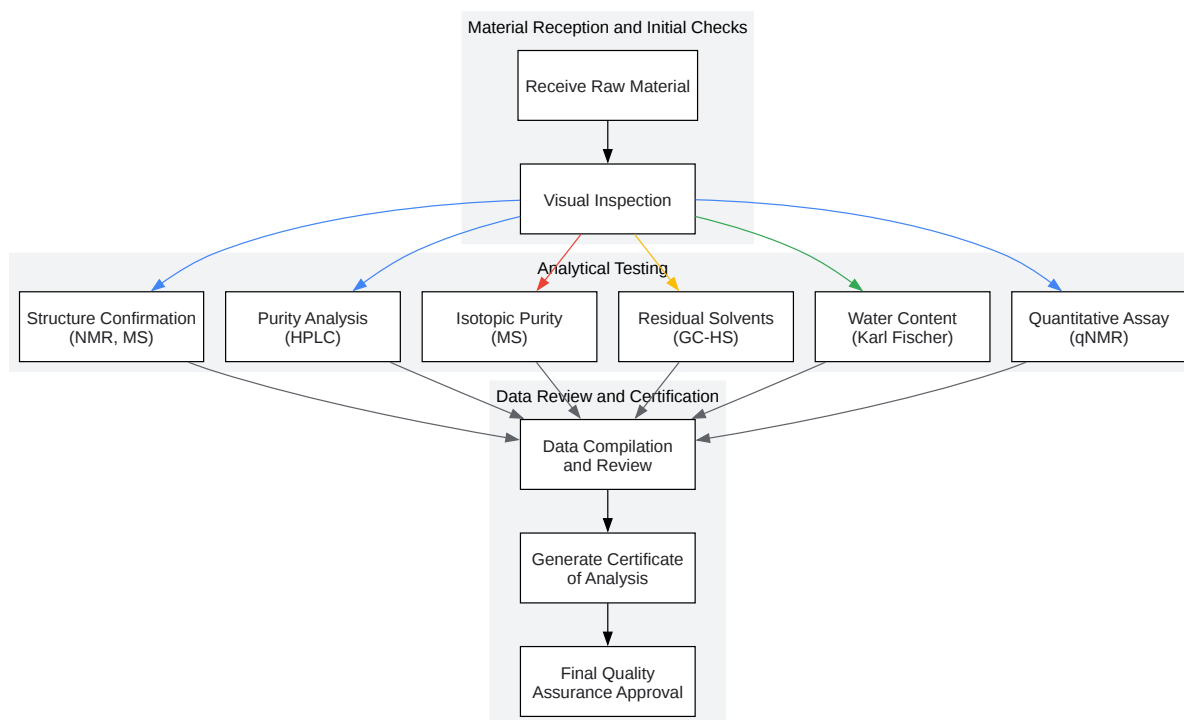 Material Reception and Initial Checks
Receive Raw Material
Visual Inspection
Analytical Testing
Structure Confirmation
(NMR, MS)
Purity Analysis
(HPLC)
Isotopic Purity
(MS)
Residual Solvents
(GC-HS)
Water Content
(Karl Fischer)
Quantitative Assay
(qNMR)
Data Review and Certification
Data Compilation
and Review
Generate Certificate
of Analysis
Final Quality
Assurance Approval